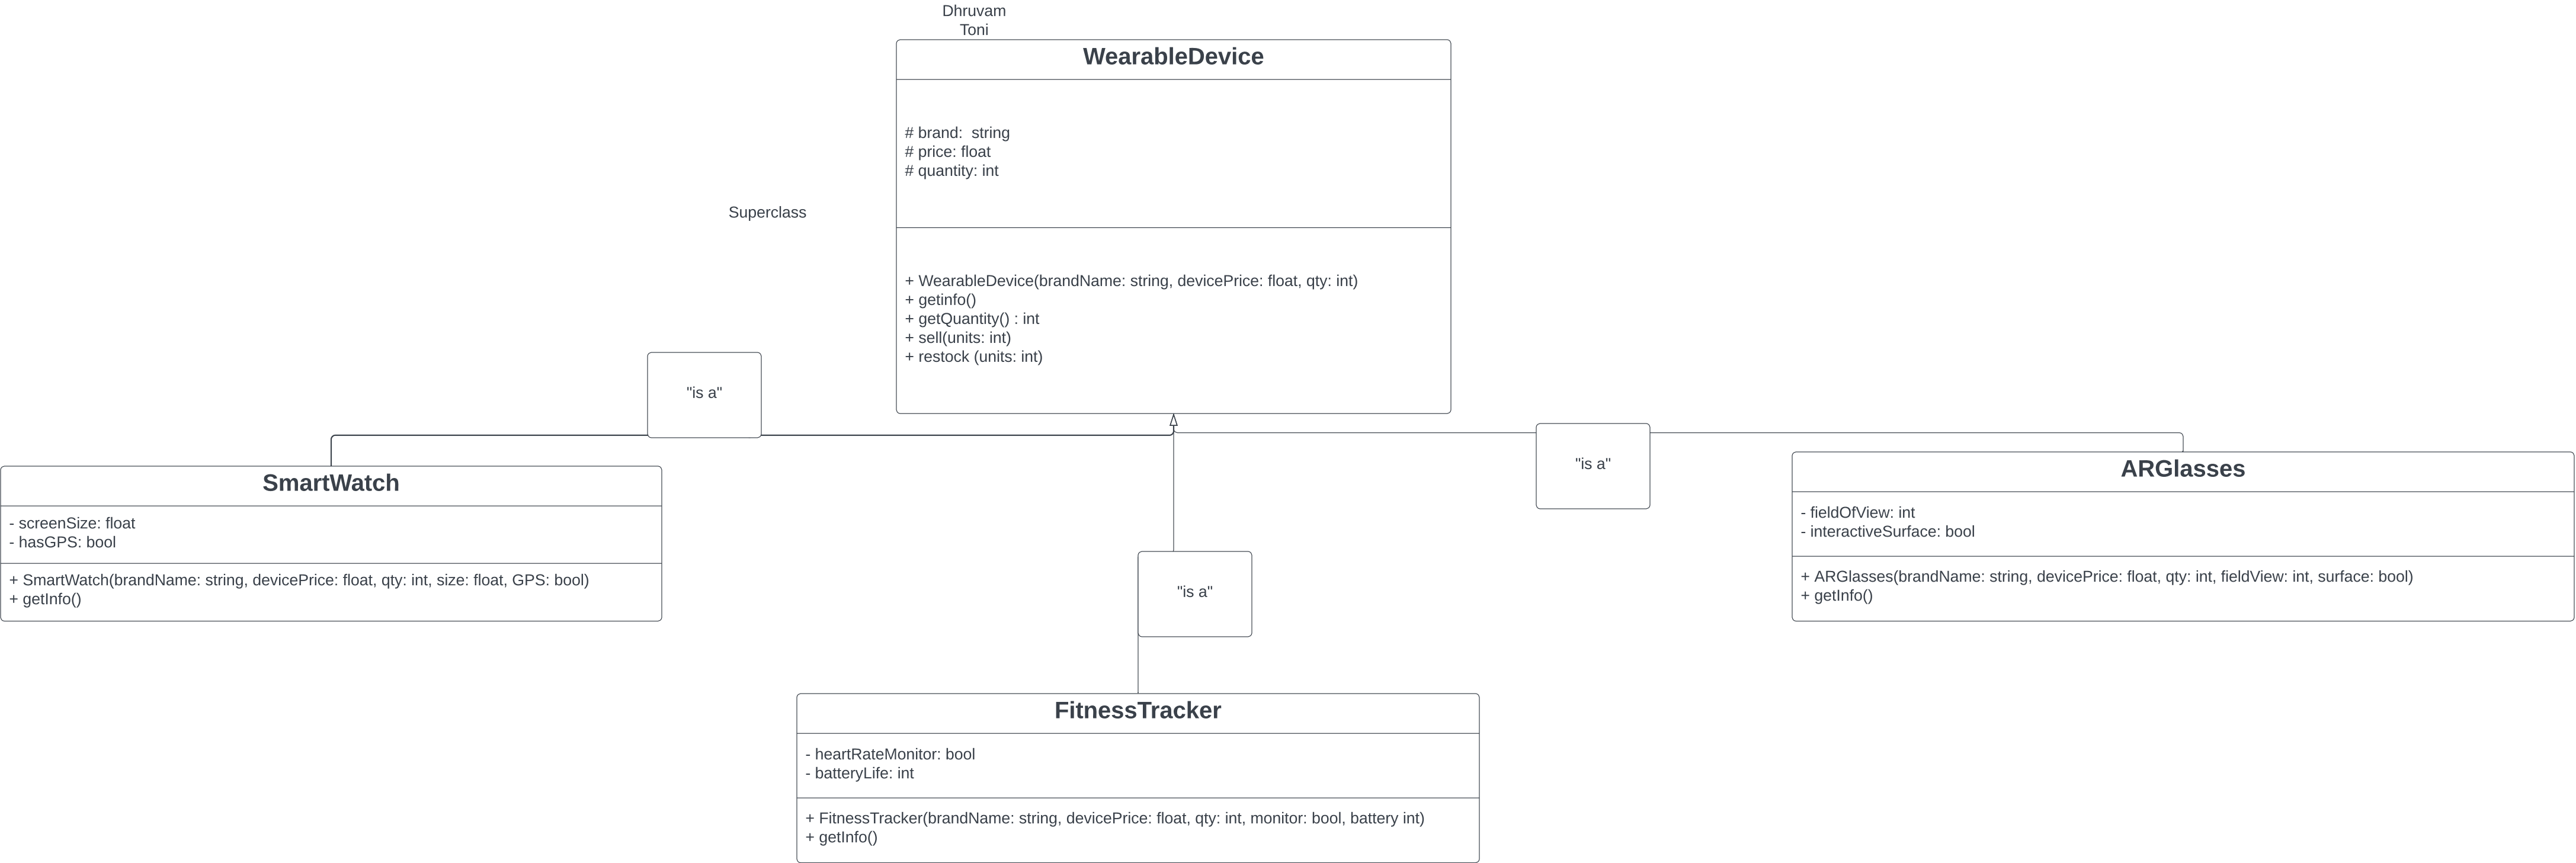 Dhruvam
Toni
WearableDevice
# brand:  string
# price: float
# quantity: int
Superclass
+ WearableDevice(brandName: string, devicePrice: float, qty: int)
+ getinfo()
+ getQuantity() : int
+ sell(units: int)
+ restock (units: int)
"is a"
"is a"
"is a"
SmartWatch
- screenSize: float
- hasGPS: bool
+ SmartWatch(brandName: string, devicePrice: float, qty: int, size: float, GPS: bool)
+ getInfo()
ARGlasses
- fieldOfView: int
- interactiveSurface: bool
+ ARGlasses(brandName: string, devicePrice: float, qty: int, fieldView: int, surface: bool)
+ getInfo()
FitnessTracker
- heartRateMonitor: bool
- batteryLife: int
+ FitnessTracker(brandName: string, devicePrice: float, qty: int, monitor: bool, battery int)
+ getInfo()